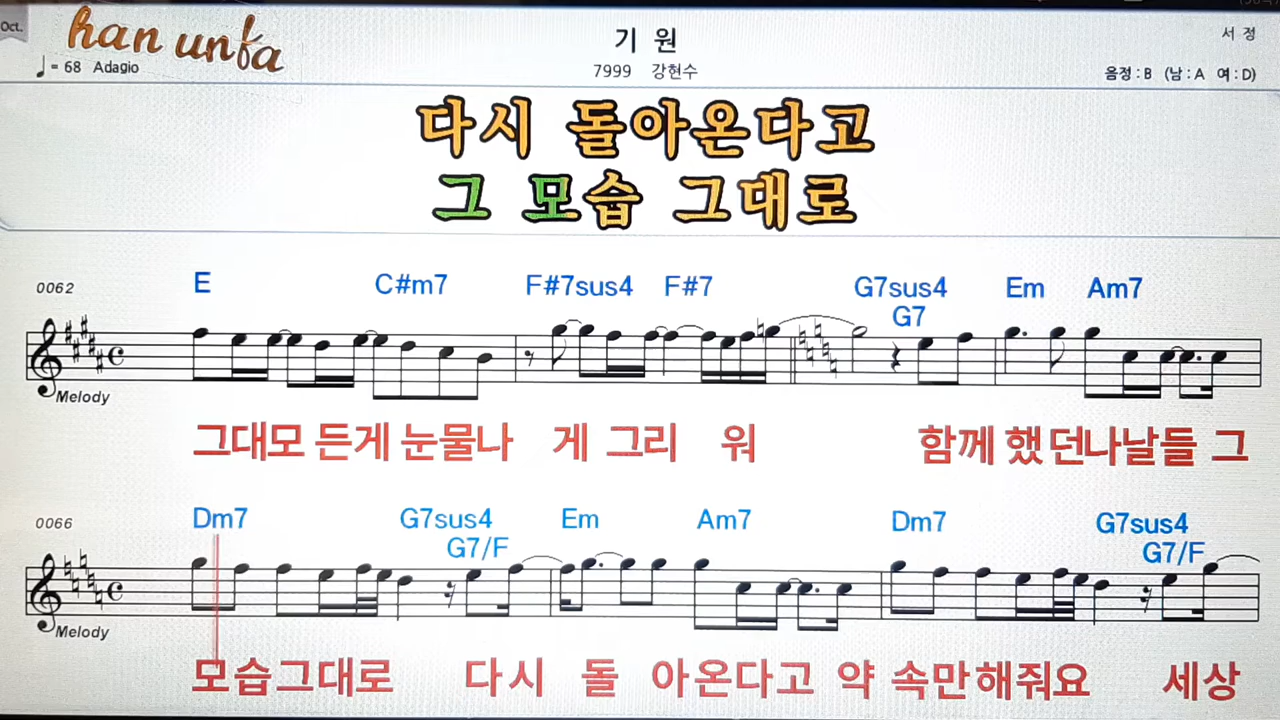 Oct.
han unfa
기 원
서 정
= 68 Adagio
7999 강현수
음정 : B (남 : A 여 : D)
다시 돌아온다고
그 모습 그대로
0062
E C#m7 F#7sus4 F#7 G7sus4 Em Am7
G7
Melody
그대모 든게 눈물나 게 그리 워 함께 했던나날들 그
0066
Dm7 G7sus4 Em Am7 Dm7 G7sus4
G7/F G7/F
Melody
모습그대로 다시 돌 아온다고 약 속만해줘요 세상